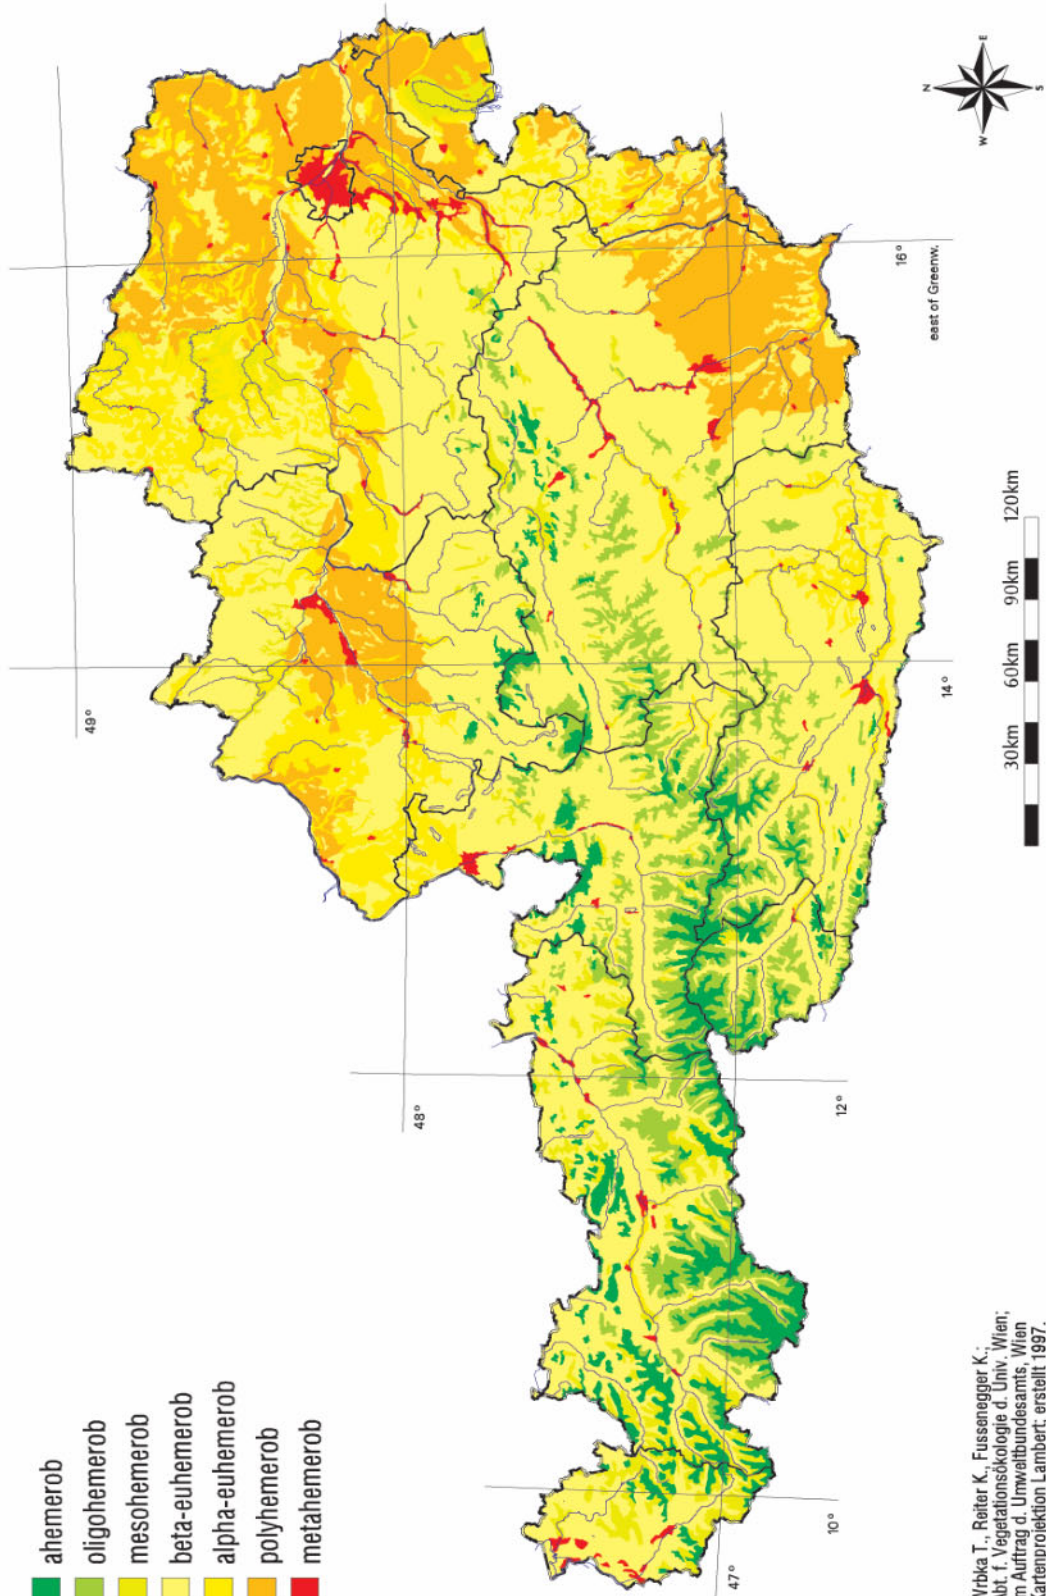 ahemerob
oligohemerob
mesohemerob
beta-euhemerob
alpha-euhemerob
polyhemerob
metahemerob
49°
48°
47°
10°
12°
14°
16°
east of Greenw.
N
W
E
S
30km 60km 90km 120km
Vrbka T., Reiter K., Fussenegger K.;
bt. f. Vegetationsökologie d. Univ. Wien;
m Auftrag d. Umweltbundesamts, Wien
Kartenprojektion Lambert; erstellt 1997.